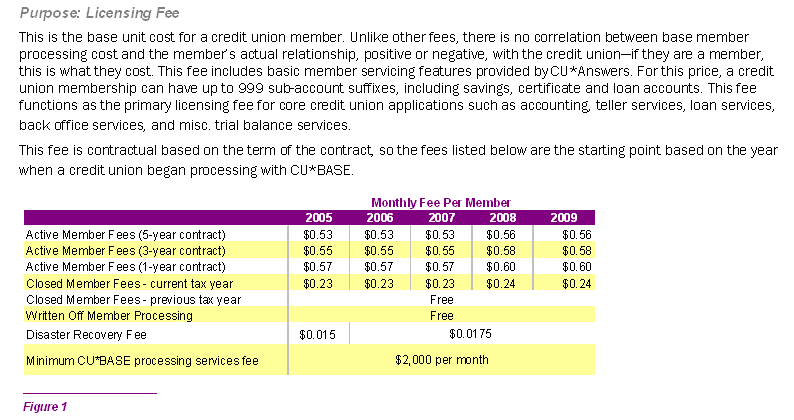 Purpose: Licensing Fee
This is the base unit cost for a credit union member. Unlike other fees, there is no correlation between base member
processing cost and the member's actual relationship, positive or negative, with the credit union—if they are a member,
this is what they cost. This fee includes basic member servicing features provided by CU*Answers. For this price, a credit
union membership can have up to 999 sub-account suffixes, including savings, certificate and loan accounts. This fee
functions as the primary licensing fee for core credit union applications such as accounting, teller services, loan services,
back office services, and misc. trial balance services.
This fee is contractual based on the term of the contract, so the fees listed below are the starting point based on the year
when a credit union began processing with CU*BASE.
Monthly Fee Per Member
2005 2006 2007 2008 2009
Active Member Fees (5-year contract) $0.53 $0.53 $0.53 $0.56 $0.56
Active Member Fees (3-year contract) $0.55 $0.55 $0.55 $0.58 $0.58
Active Member Fees (1-year contract) $0.57 $0.57 $0.57 $0.60 $0.60
Closed Member Fees - current tax year $0.23 $0.23 $0.23 $0.24 $0.24
Closed Member Fees - previous tax year Free
Written Off Member Processing Free
Disaster Recovery Fee $0.015 $0.0175
Minimum CU*BASE processing services fee $2,000 per month
Figure 1